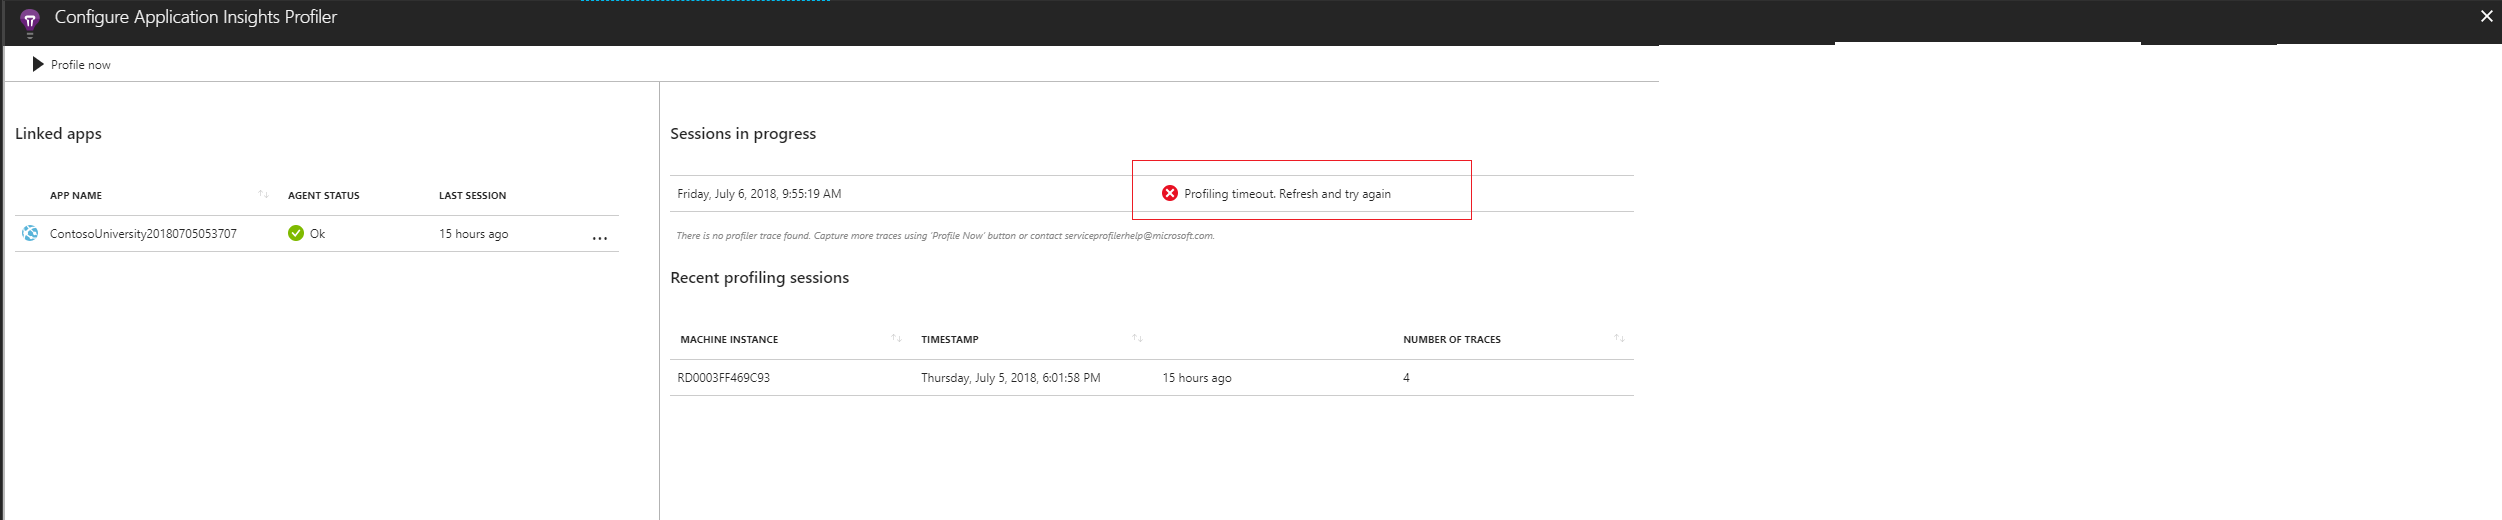 Configure Application Insights Profiler
Profile now
Linked apps
APP NAME AGENT STATUS LAST SESSION
ContosoUniversity20180705053707 Ok 15 hours ago ...
Sessions in progress
Friday, July 6, 2018, 9:55:19 AM Profiling timeout. Refresh and try again
There is no profiler trace found. Capture more traces using 'Profile Now' button or contact serviceprofilerhelp@microsoft.com.
Recent profiling sessions
MACHINE INSTANCE TIMESTAMP NUMBER OF TRACES
RD0003FF469C93 Thursday, July 5, 2018, 6:01:58 PM 15 hours ago 4